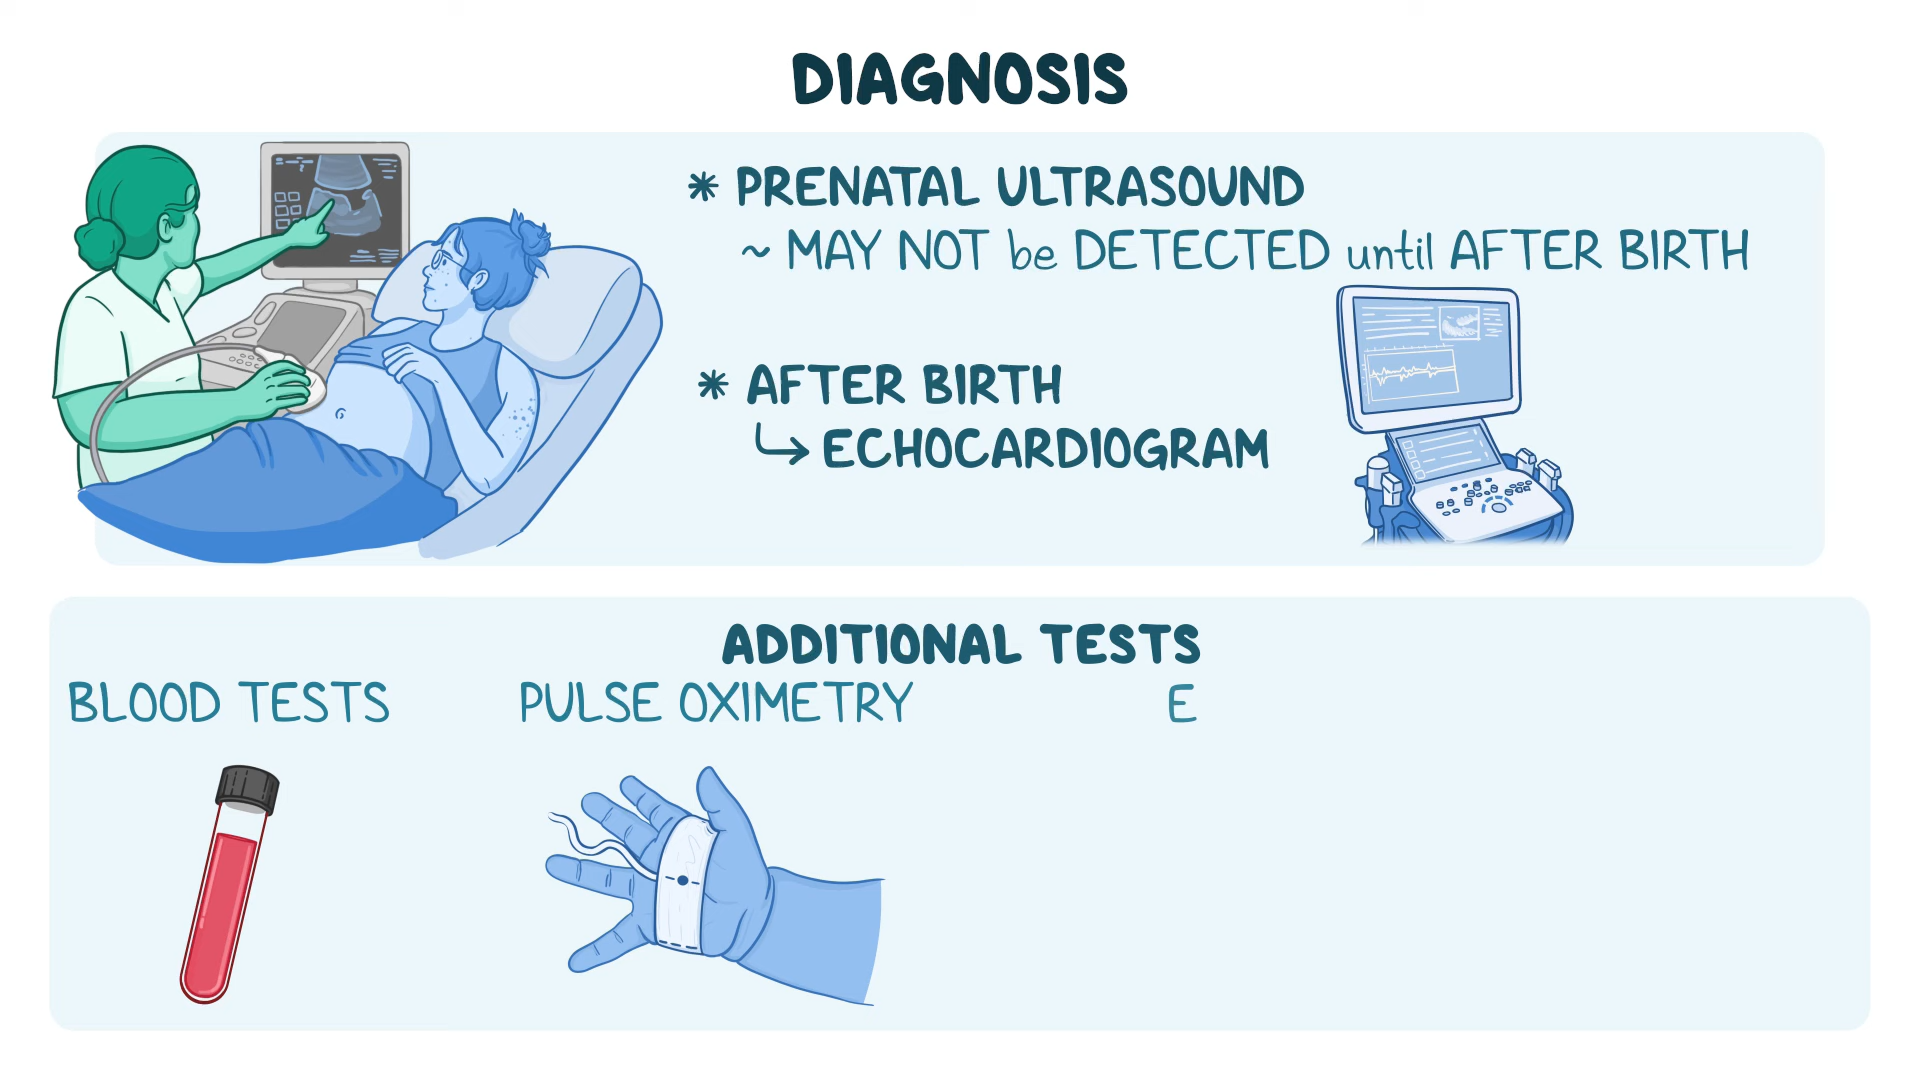 DIAGNOSIS
* PRENATAL ULTRASOUND
~ MAY NOT be DETECTED until AFTER BIRTH
* AFTER BIRTH
↳ ECHOCARDIOGRAM
ADDITIONAL TESTS
BLOOD TESTS PULSE OXIMETRY E